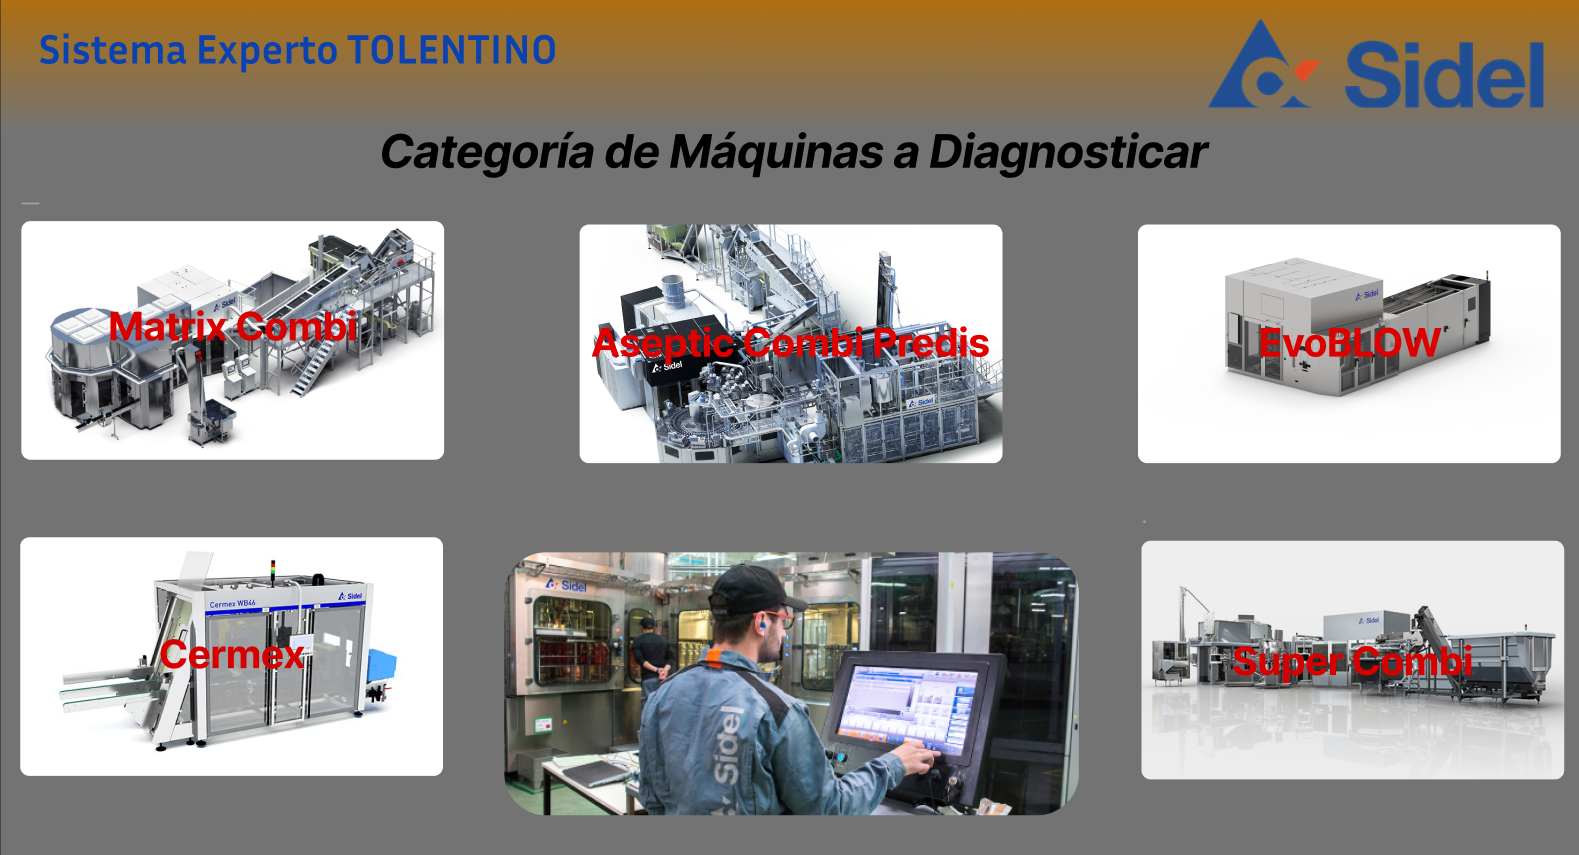 Sistema Experto TOLENTINO
Sidel
Categoría de Máquinas a Diagnosticar
Sidel
Matrix Combi
Aseptic Combi Predis
Sidel
Sidel
Sidel
EvoBLOW
Cermex WB46
Sidel
Cermex
Sidel
Sidel
Sidel
Super Combi